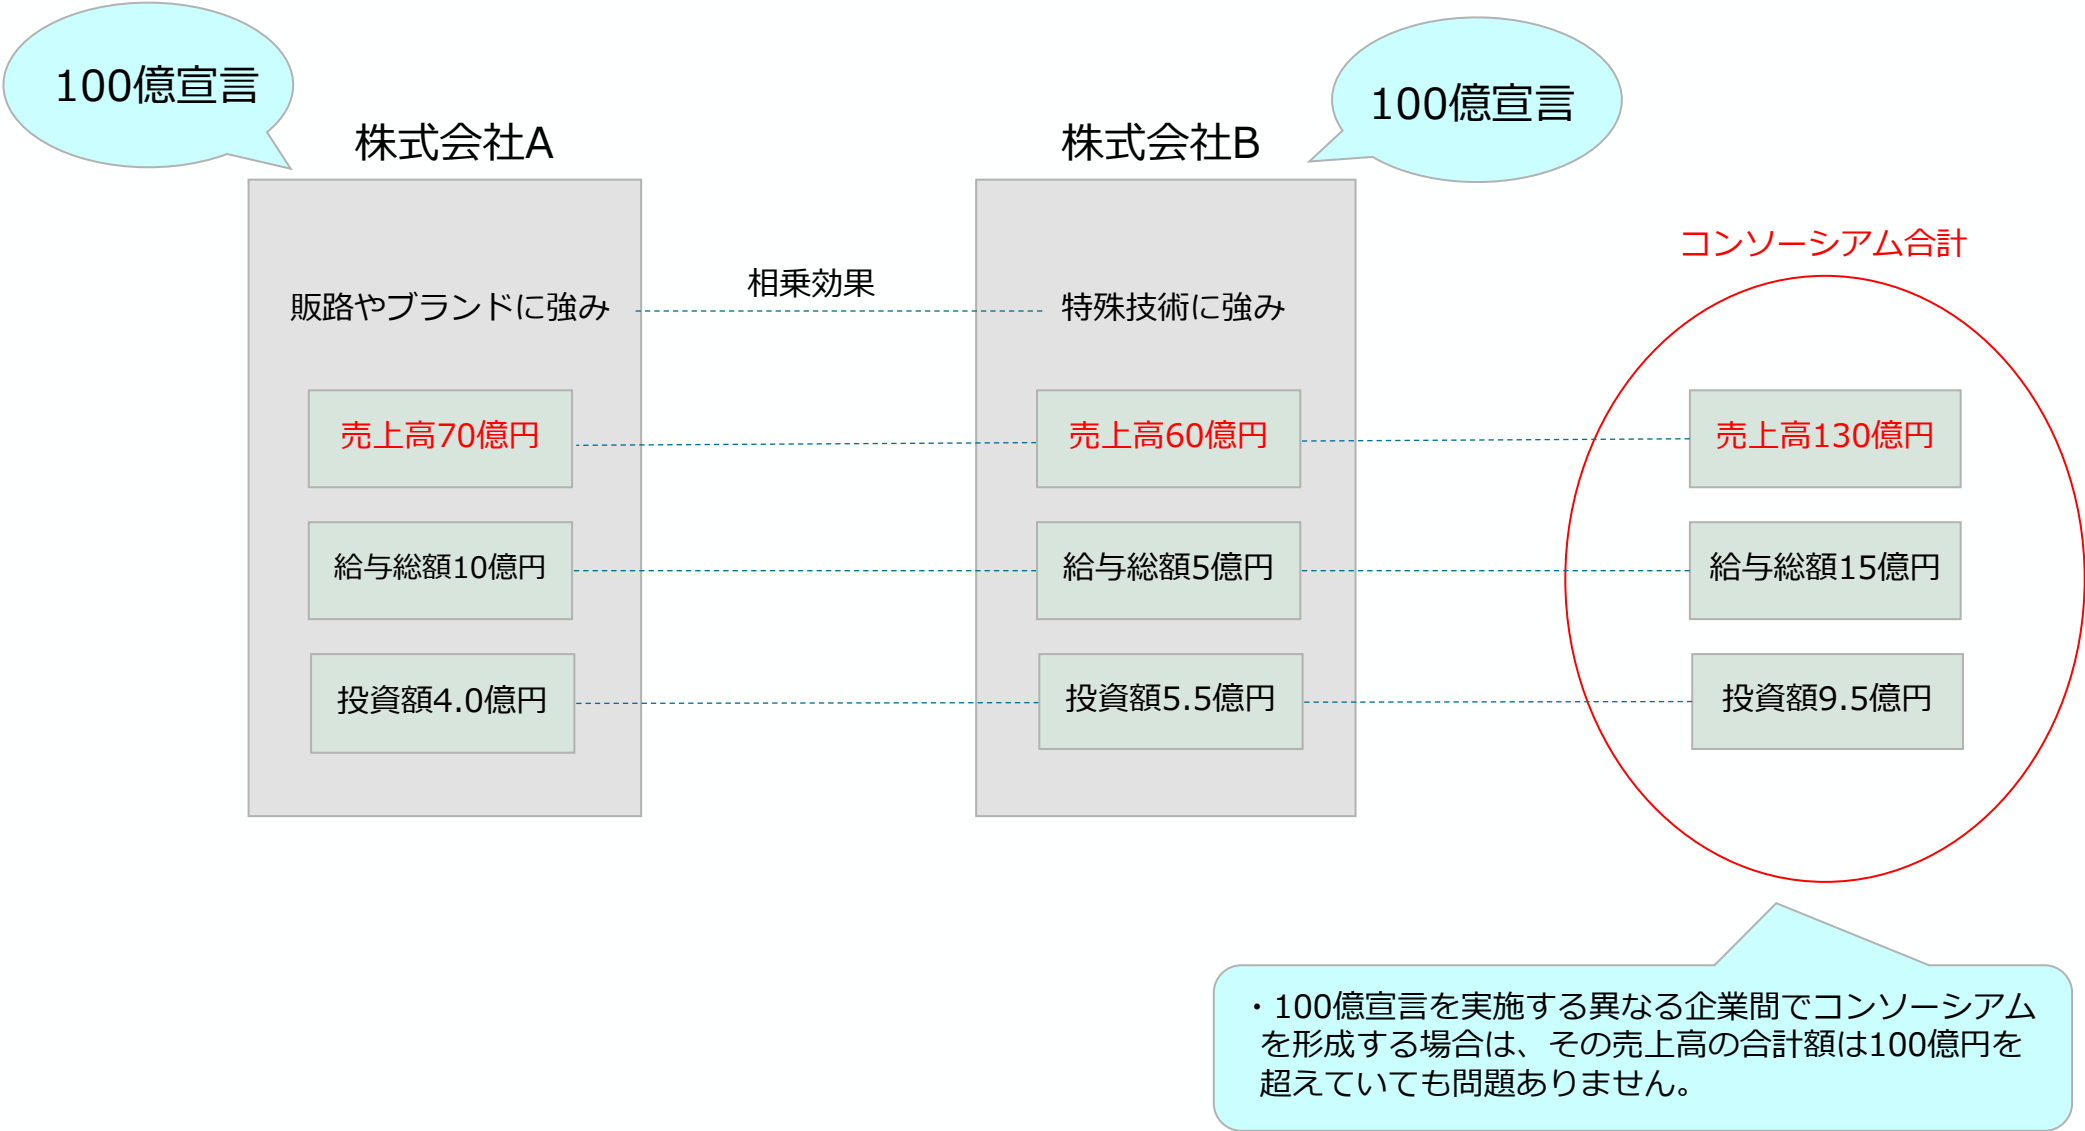 100億宣言
100億宣言
株式会社A
株式会社B
コンソーシアム合計
相乗効果
販路やブランドに強み
特殊技術に強み
売上高70億円
売上高60億円
売上高130億円
給与総額10億円
給与総額5億円
給与総額15億円
投資額4.0億円
投資額5.5億円
投資額9.5億円
・100億宣言を実施する異なる企業間でコンソーシアム
を形成する場合は、その売上高の合計額は100億円を
超えていても問題ありません。